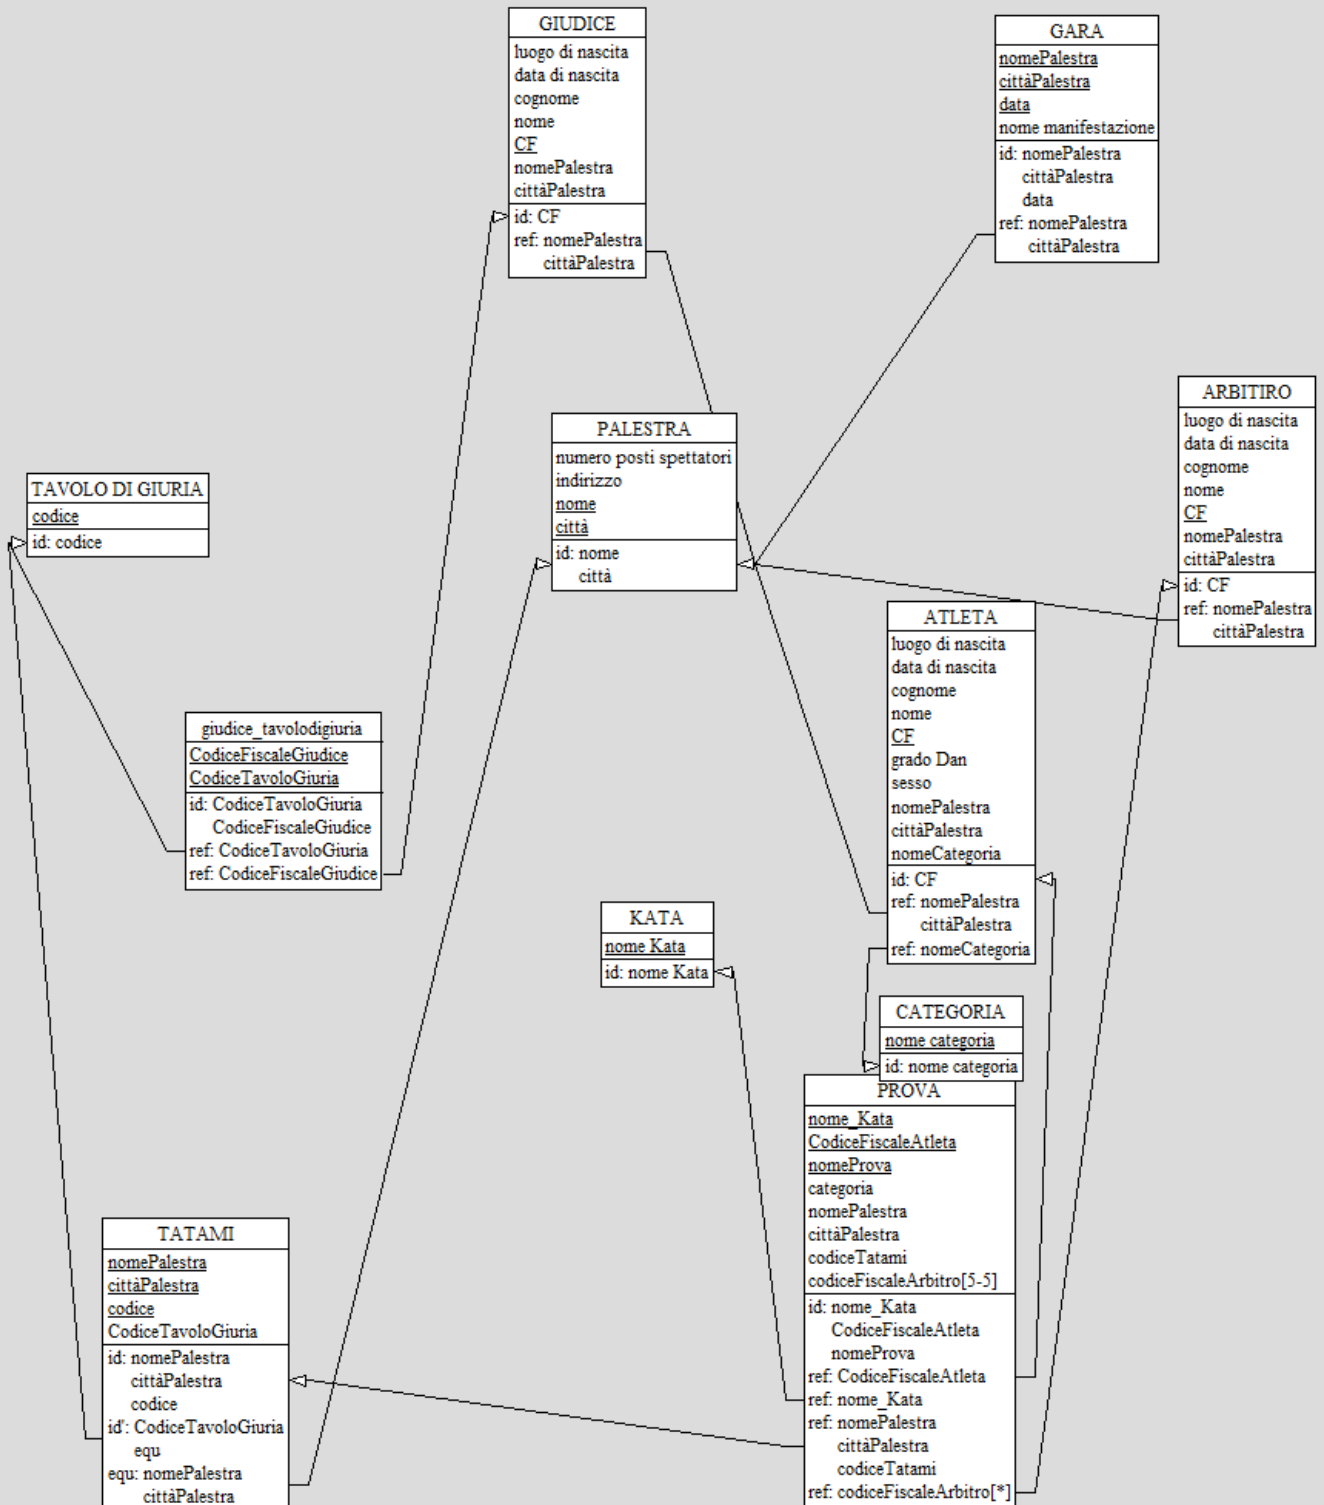 GIUDICE
luogo di nascita
data di nascita
cognome
nome
CF
nomePalestra
cittàPalestra
id: CF
ref: nomePalestra
cittàPalestra
GARA
nomePalestra
cittàPalestra
data
nome manifestazione
id: nomePalestra
cittàPalestra
data
ref: nomePalestra
cittàPalestra
ARBITIRO
luogo di nascita
data di nascita
cognome
nome
CF
nomePalestra
cittàPalestra
id: CF
ref: nomePalestra
cittàPalestra
PALESTRA
numero posti spettatori
indirizzo
nome
città
id: nome
città
TAVOLO DI GIURIA
codice
id: codice
ATLETA
luogo di nascita
data di nascita
cognome
nome
CF
grado Dan
sesso
nomePalestra
cittàPalestra
nomeCategoria
id: CF
ref: nomePalestra
cittàPalestra
ref: nomeCategoria
giudice_tavolodigiuria
CodiceFiscaleGiudice
CodiceTavoloGiuria
id: CodiceTavoloGiuria
CodiceFiscaleGiudice
ref: CodiceTavoloGiuria
ref: CodiceFiscaleGiudice
KATA
nome Kata
id: nome Kata
CATEGORIA
nome categoria
id: nome categoria
PROVA
nome_Kata
CodiceFiscaleAtleta
nomeProva
categoria
nomePalestra
cittàPalestra
codiceTatami
codiceFiscaleArbitro[5-5]
id: nome_Kata
CodiceFiscaleAtleta
nomeProva
ref: CodiceFiscaleAtleta
ref: nome_Kata
ref: nomePalestra
cittàPalestra
codiceTatami
ref: codiceFiscaleArbitro[*]
TATAMI
nomePalestra
cittàPalestra
codice
CodiceTavoloGiuria
id: nomePalestra
cittàPalestra
codice
id': CodiceTavoloGiuria
equ
equ: nomePalestra
cittàPalestra